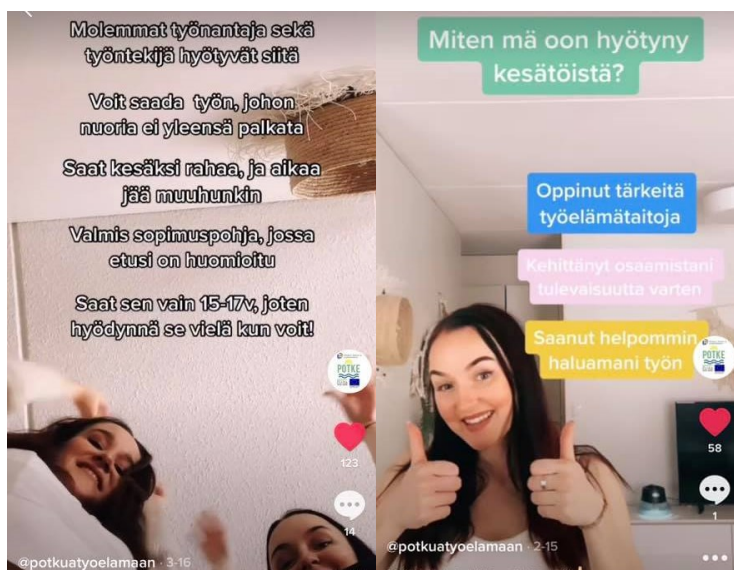 Molemmat työnantaja sekä
työntekijä hyötyvät siitä
Voit saada työn, johon
nuoria ei yleensä palkata
Saat kesäksi rahaa, ja aikaa
jää muuhunkin
Valmis sopimuspohja, jossa
etusi on huomioitu
Saat sen vain 15-17v, joten
hyödynnä se vielä kun voit!
POTKE
123
14
@potkuatyoelamaan · 3-16
Miten mä oon hyötyny
kesätöistä?
Oppinut tärkeitä
työelämätaitoja
Kehittänyt osaamistani
tulevaisuutta varten
Saanut helpommin
haluamani työn
POTKE
58
1
@potkuatyoelamaan · 2-15